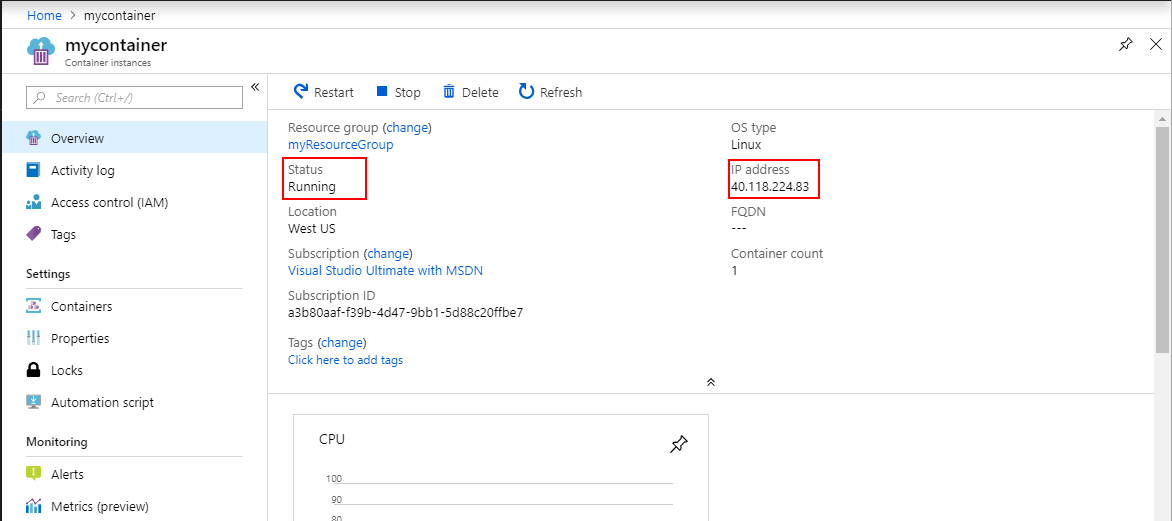 Home > mycontainer
mycontainer
Container instances
Search (Ctrl+/)
Overview
Activity log
Access control (IAM)
Tags
Settings
Containers
Properties
Locks
Automation script
Monitoring
Alerts
Metrics (preview)
Restart Stop Delete Refresh
Resource group (change)
myResourceGroup
Status
Running
Location
West US
Subscription (change)
Visual Studio Ultimate with MSDN
Subscription ID
a3b80aaf-f39b-4d47-9bb1-5d88c20ffbe7
Tags (change)
Click here to add tags
OS type
Linux
IP address
40.118.224.83
FQDN
---
Container count
1
CPU
100
90
80